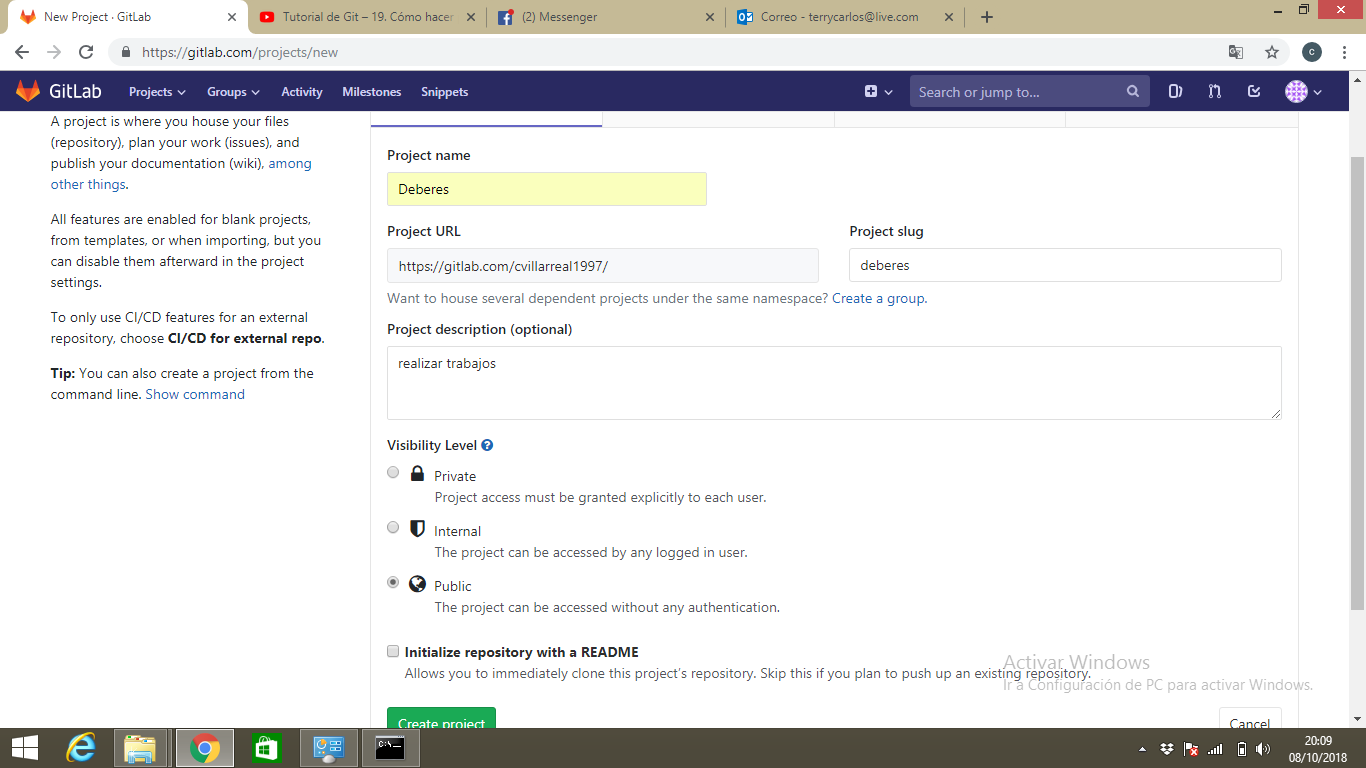 New Project · GitLab
Tutorial de Git – 19. Cómo hacer
(2) Messenger
Correo - terrycarlos@live.com
https://gitlab.com/projects/new
C
GitLab
Projects
Groups
Activity
Milestones
Snippets
Search or jump to...
A project is where you house your files
(repository), plan your work (issues), and
publish your documentation (wiki), among
other things.
All features are enabled for blank projects,
from templates, or when importing, but you
can disable them afterward in the project
settings.
To only use CI/CD features for an external
repository, choose CI/CD for external repo.
Tip: You can also create a project from the
command line. Show command
Project name
Deberes
Project URL
Project slug
https://gitlab.com/cvillarreal1997/
deberes
Want to house several dependent projects under the same namespace? Create a group.
Project description (optional)
realizar trabajos
Visibility Level
Private
Project access must be granted explicitly to each user.
Internal
The project can be accessed by any logged in user.
Public
The project can be accessed without any authentication.
Initialize repository with a README
Allows you to immediately clone this project's repository. Skip this if you plan to push up an existing repository.
Activar Windows
Ir a Configuración de PC para activar Windows.
Create project
Cancel
20:09
08/10/2018